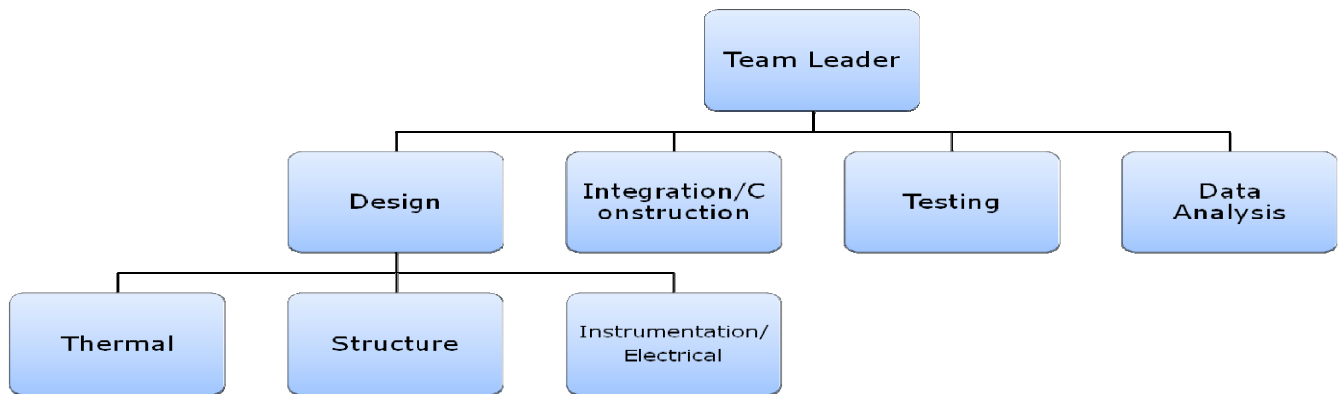 Team Leader
Design
Integration/C
onstruction
Testing
Data
Analysis
Thermal
Structure
Instrumentation/
Electrical